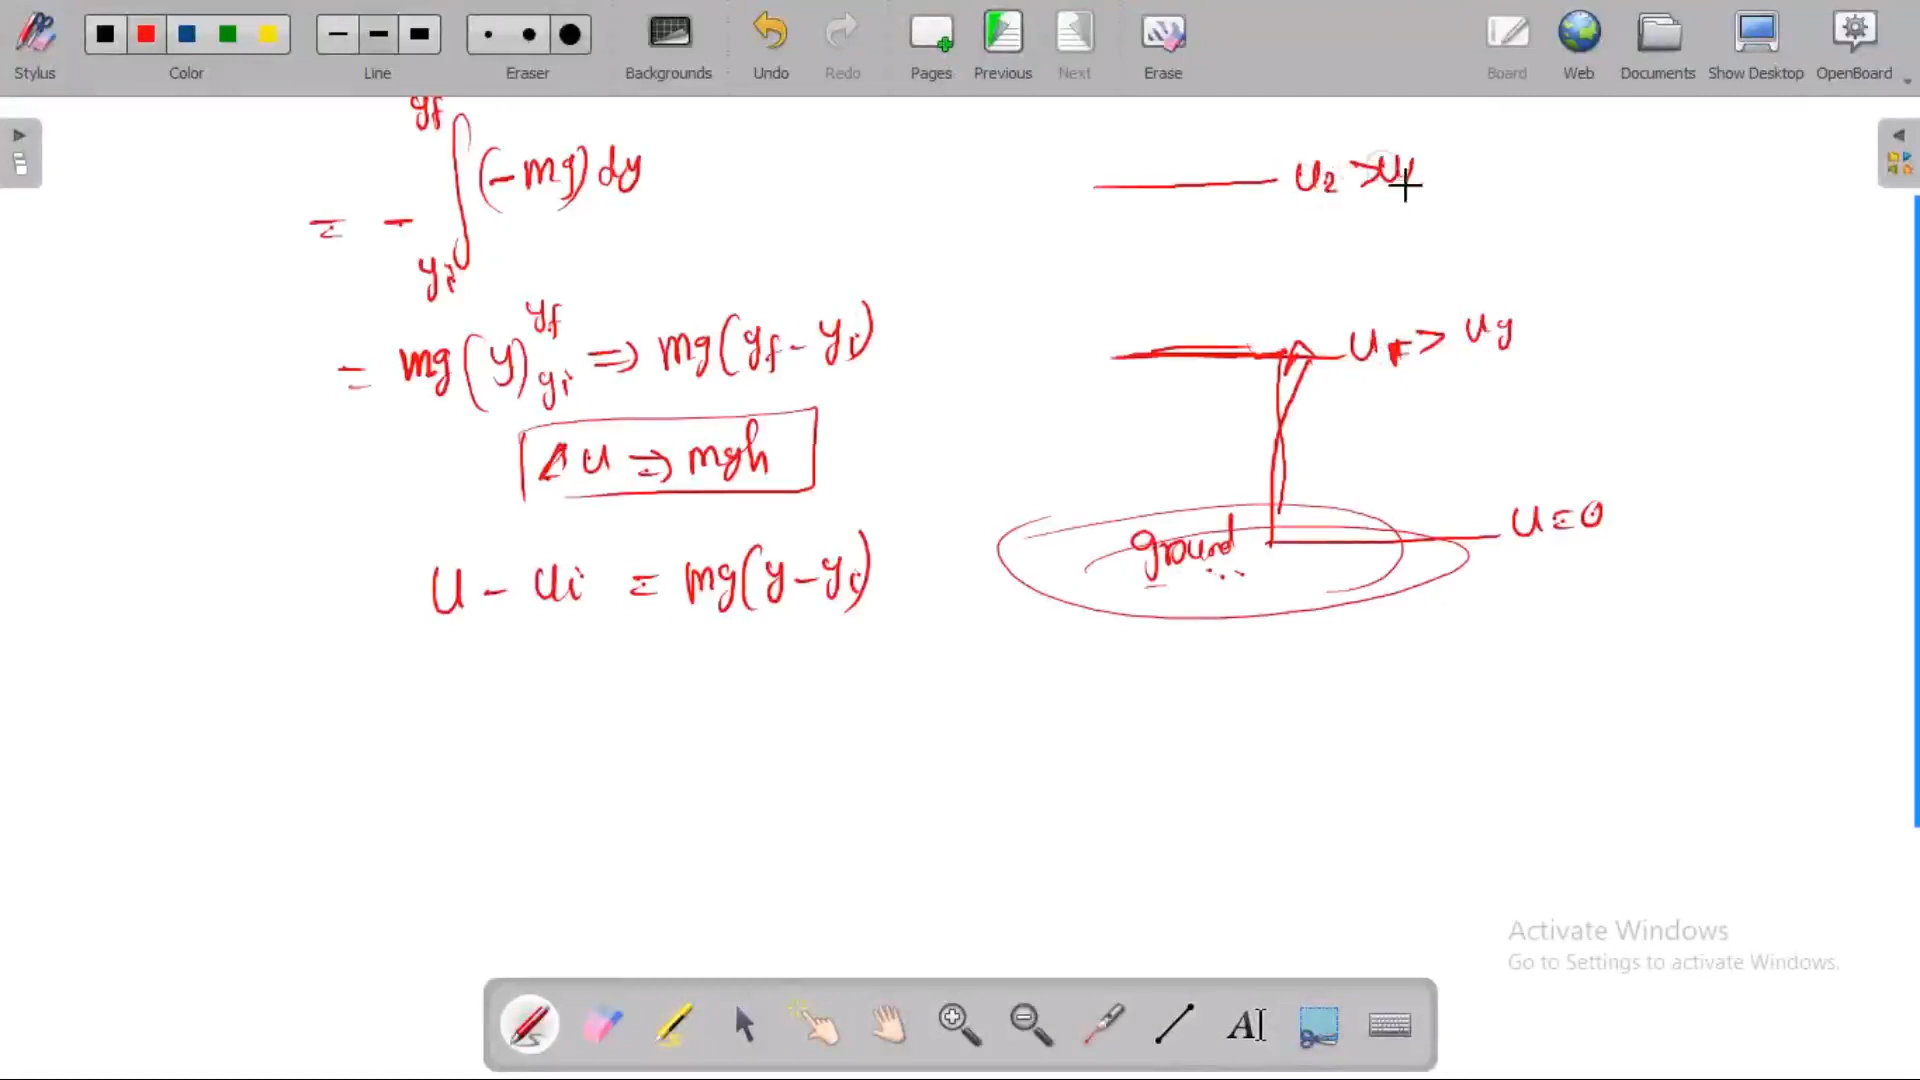 Stylus Color Line Eraser Backgrounds Undo Redo Pages Previous Next Erase Board Web Documents Show Desktop OpenBoard
yf
= - ∫ (-mg) dy
yi
= mg(y) yf yi ⇒ mg(yf - yi)
Δu ⇒ mgh
U - ui = mg(y - yi)
U2 > U1
U > Ug
U = 0
ground
Activate Windows
Go to Settings to activate Windows.